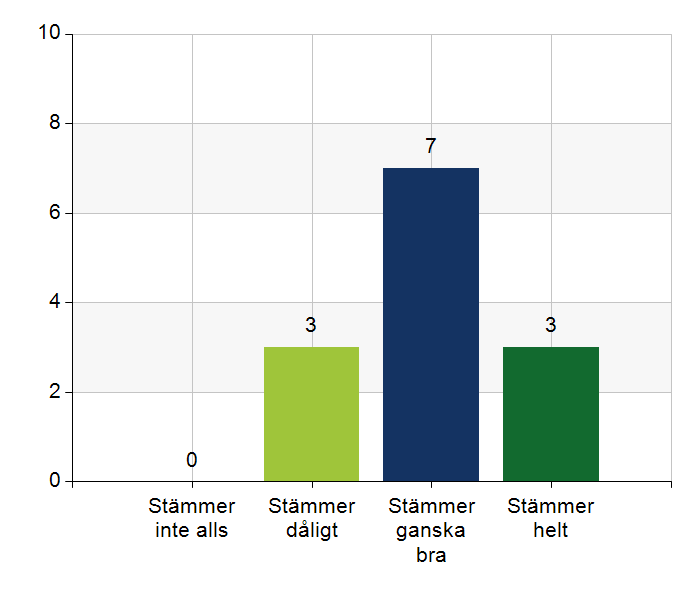 10
8
7
6
4
3
3
2
0
0
Stämmer inte alls
Stämmer dåligt
Stämmer ganska bra
Stämmer helt